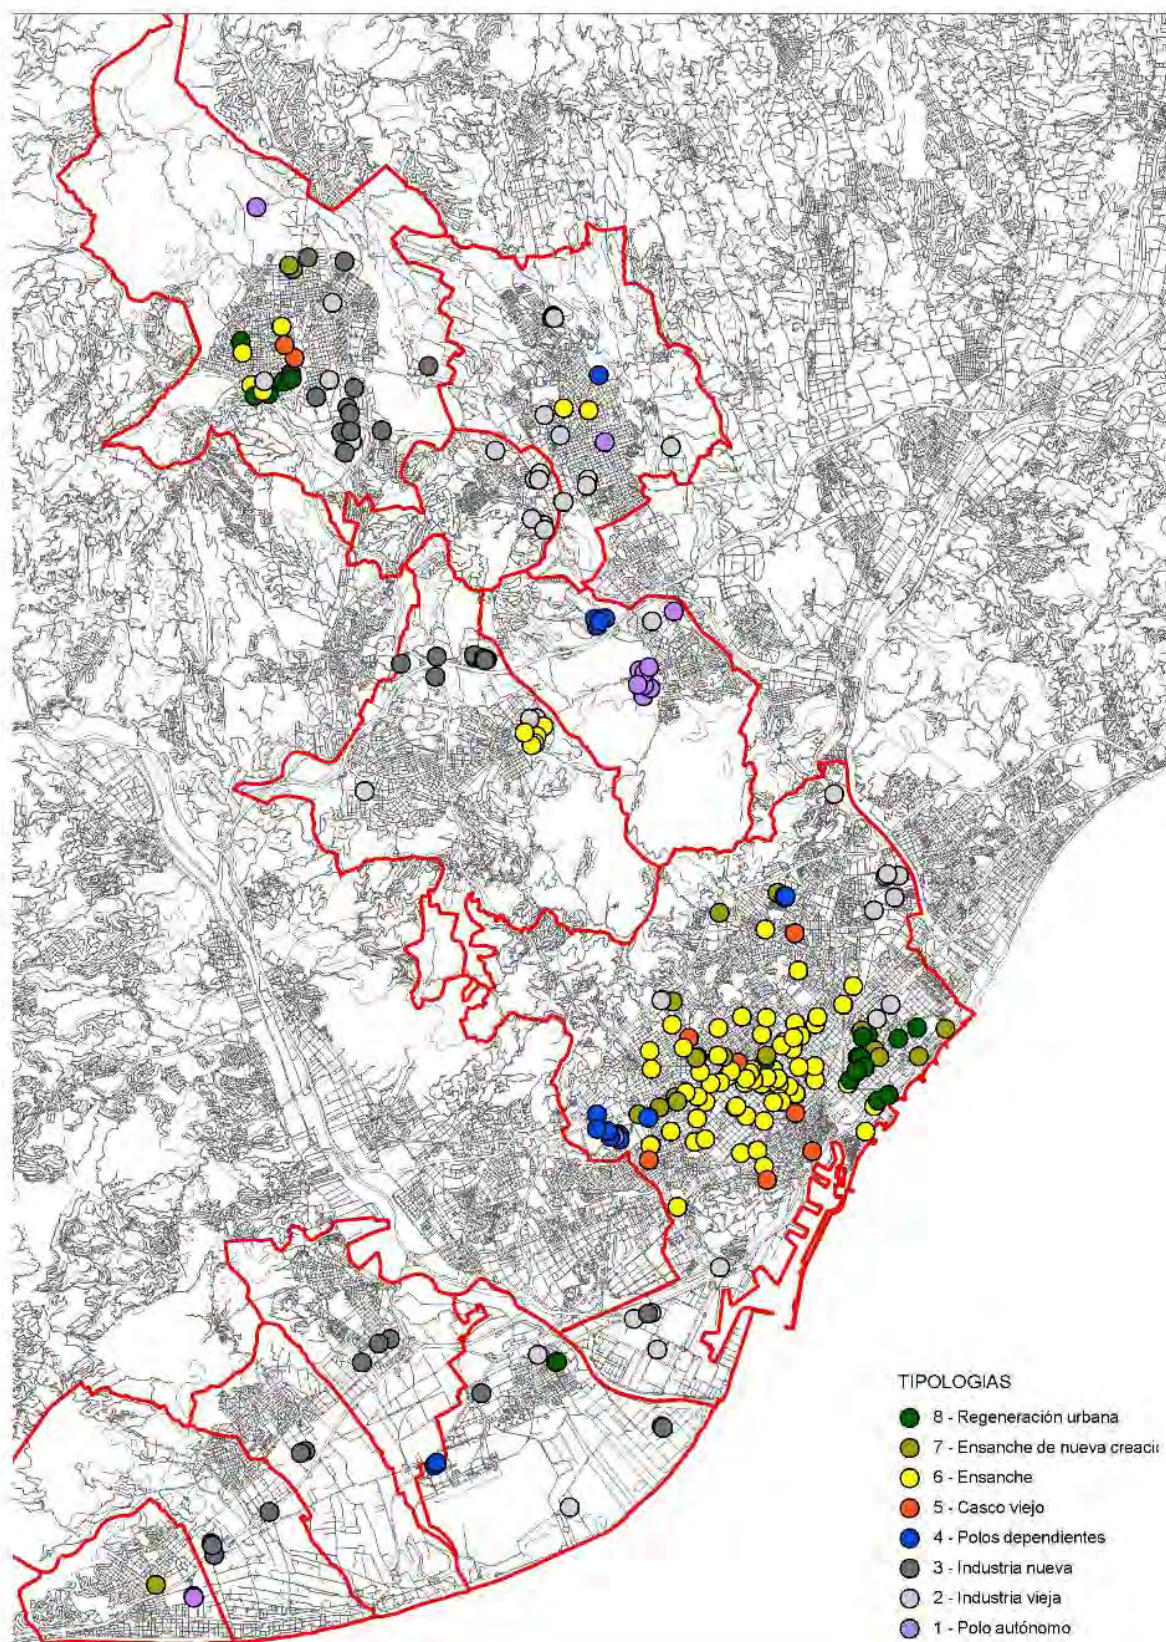 TIPOLOGIAS
8 - Regeneración urbana
7 - Ensanche de nueva creacio
6 - Ensanche
5 - Casco viejo
4 - Polos dependientes
3 - Industria nueva
2 - Industria vieja
1 - Polo autónomo